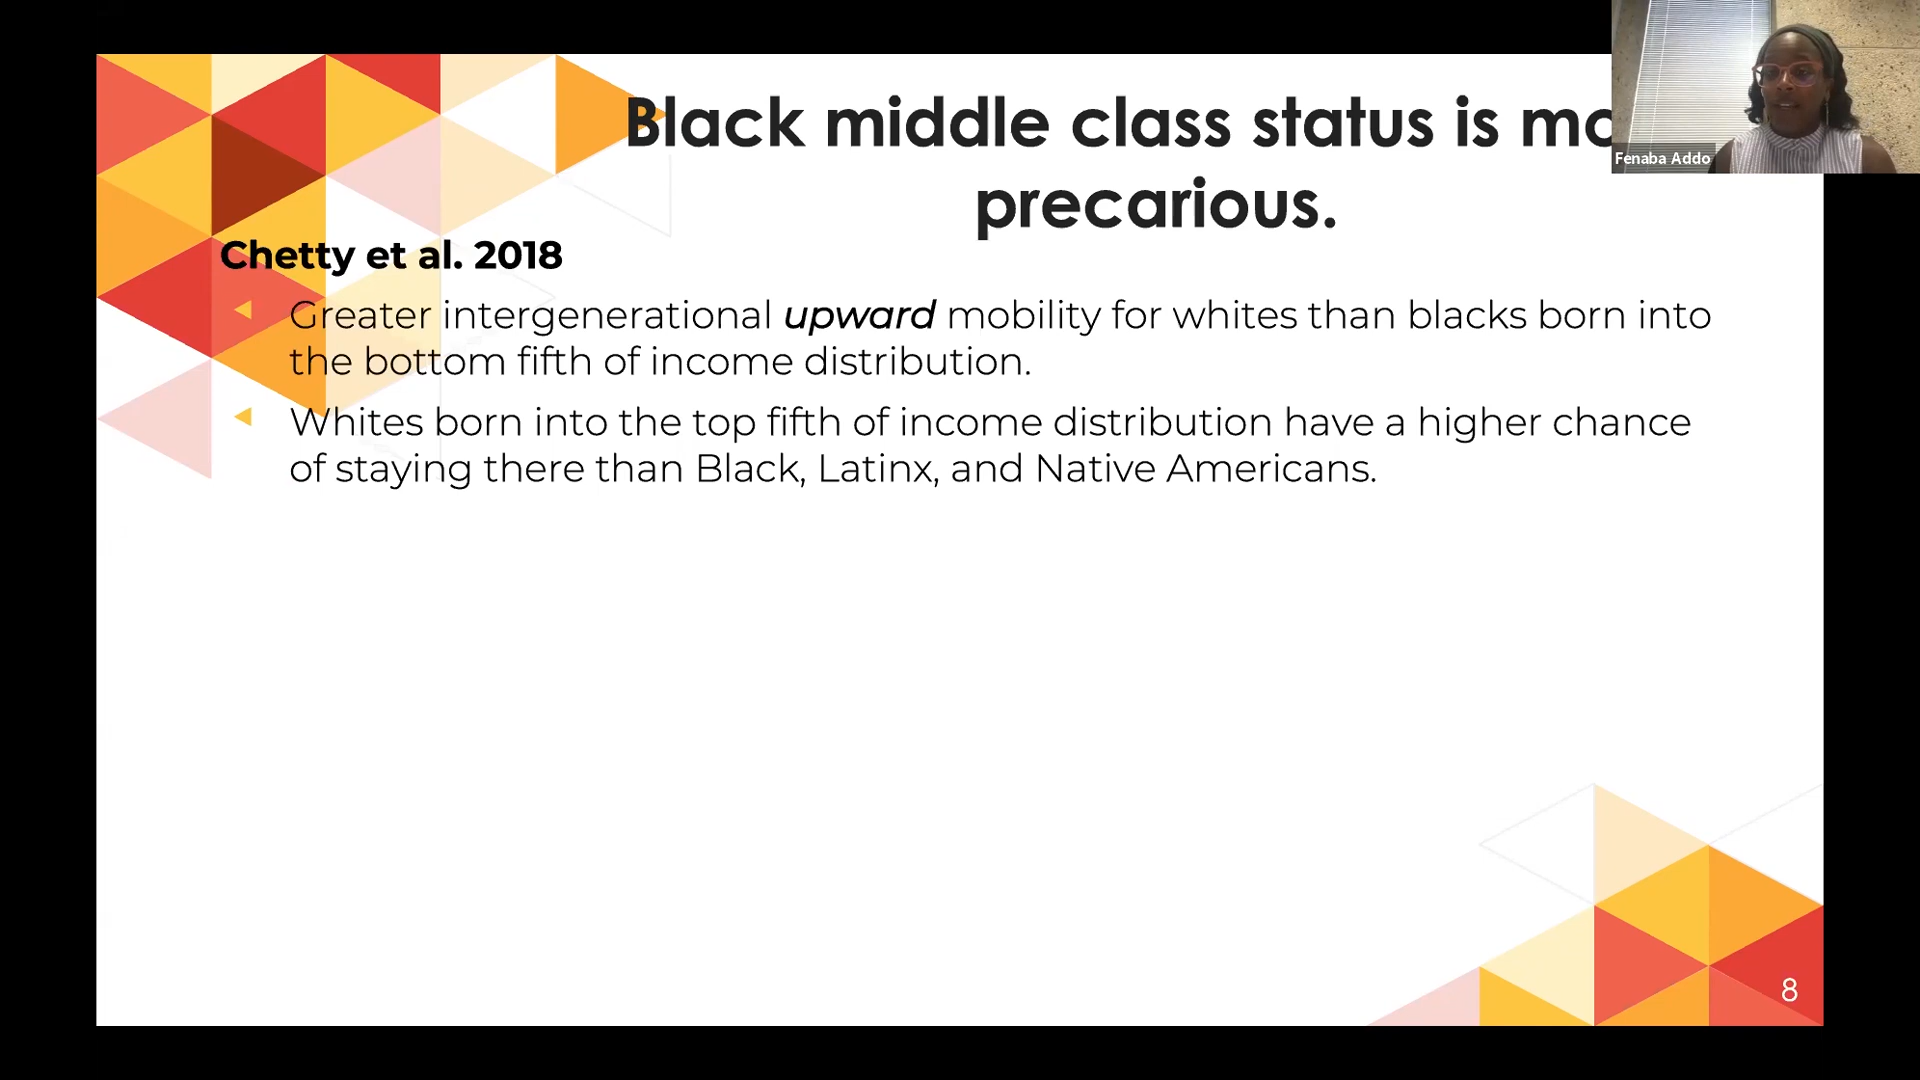 Black middle class status is
precarious.
Fenaba Addo
Chetty et al. 2018
Greater intergenerational upward mobility for whites than blacks born into
the bottom fifth of income distribution.
Whites born into the top fifth of income distribution have a higher chance
of staying there than Black, Latinx, and Native Americans.
8